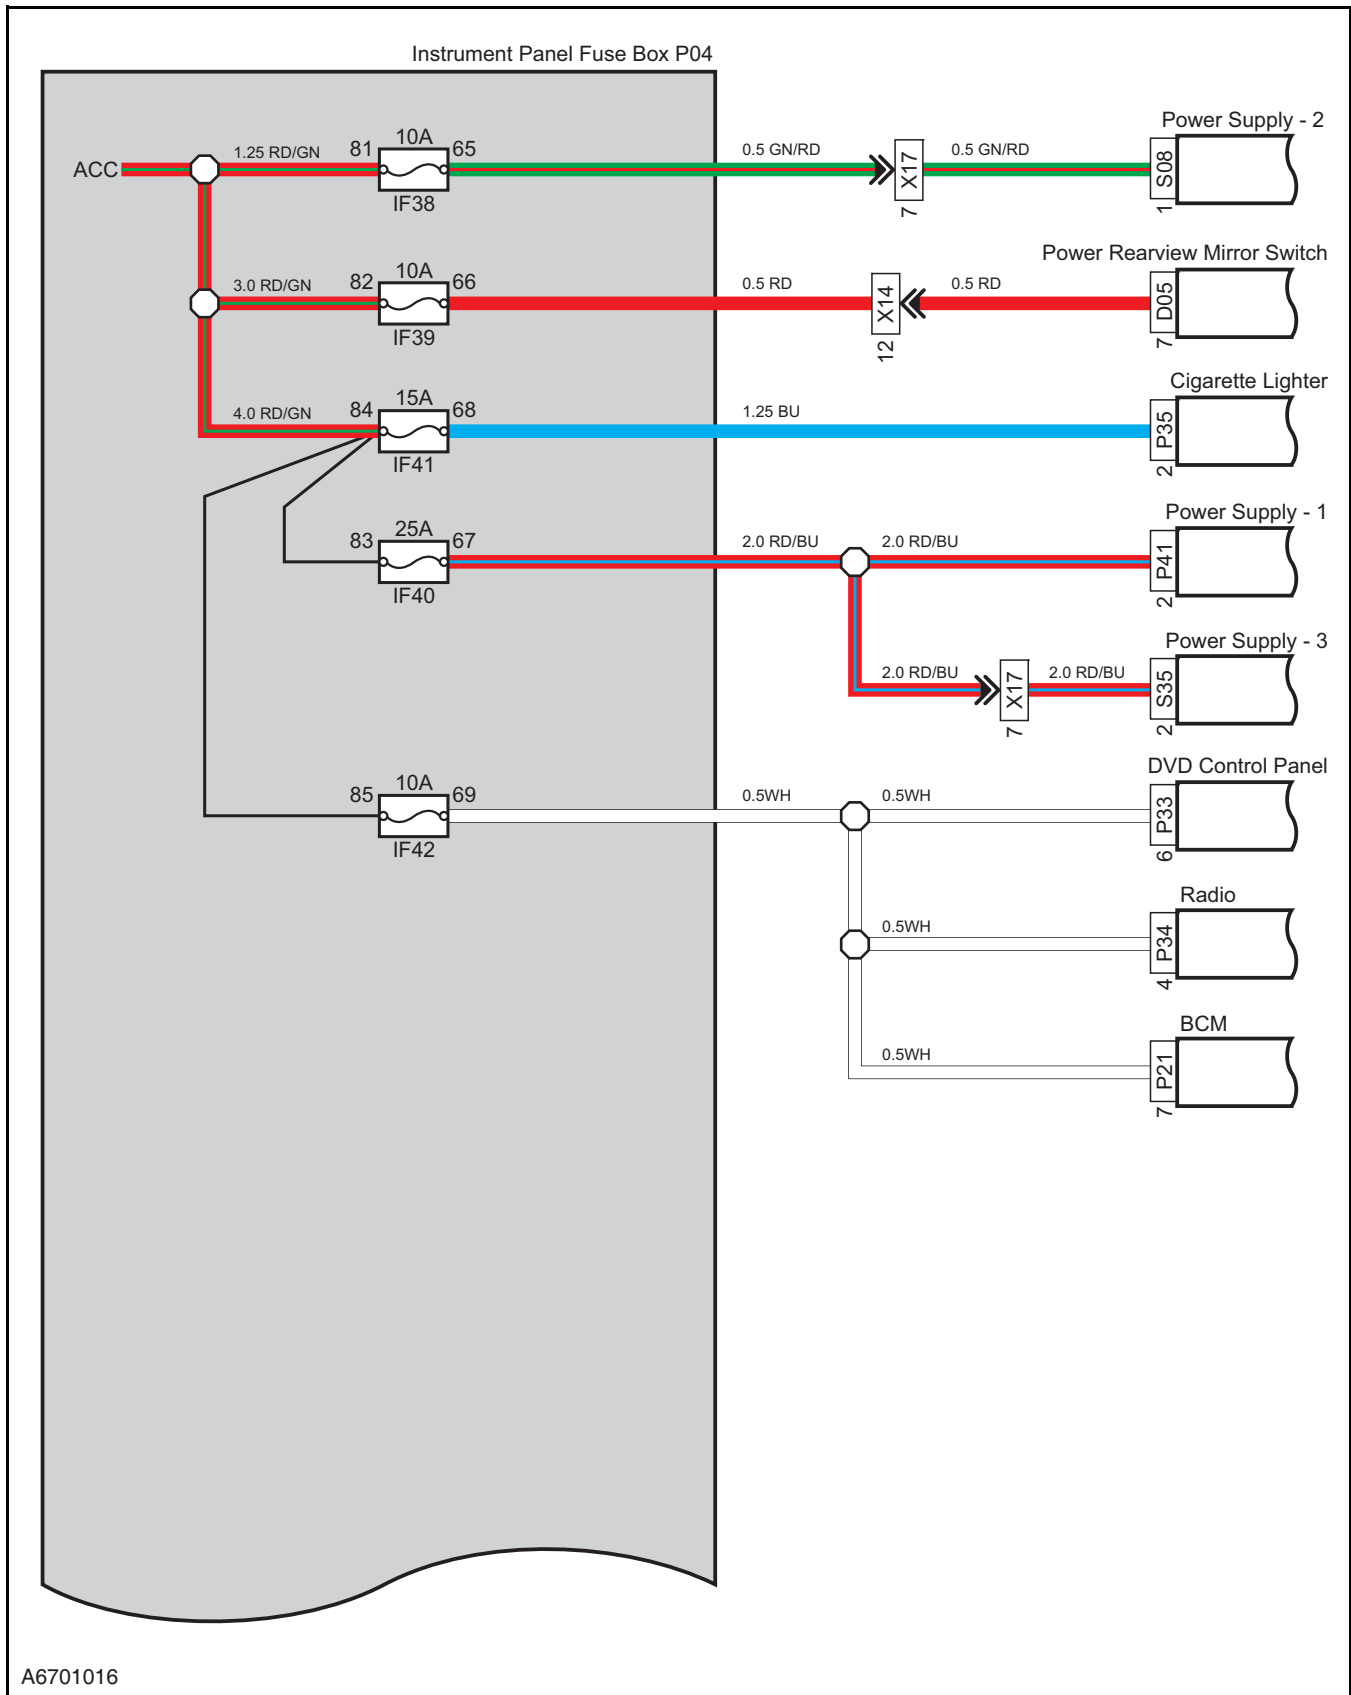 Instrument Panel Fuse Box P04
ACC
1.25 RD/GN
81
10A
65
IF38
0.5 GN/RD
X17
7
0.5 GN/RD
Power Supply - 2
S08
1
3.0 RD/GN
82
10A
66
IF39
0.5 RD
X14
12
0.5 RD
Power Rearview Mirror Switch
D05
7
4.0 RD/GN
84
15A
68
IF41
1.25 BU
Cigarette Lighter
P35
2
83
25A
67
IF40
2.0 RD/BU
2.0 RD/BU
Power Supply - 1
P41
2
2.0 RD/BU
X17
7
2.0 RD/BU
Power Supply - 3
S35
2
85
10A
69
IF42
0.5WH
0.5WH
DVD Control Panel
P33
6
0.5WH
Radio
P34
4
0.5WH
BCM
P21
7
A6701016